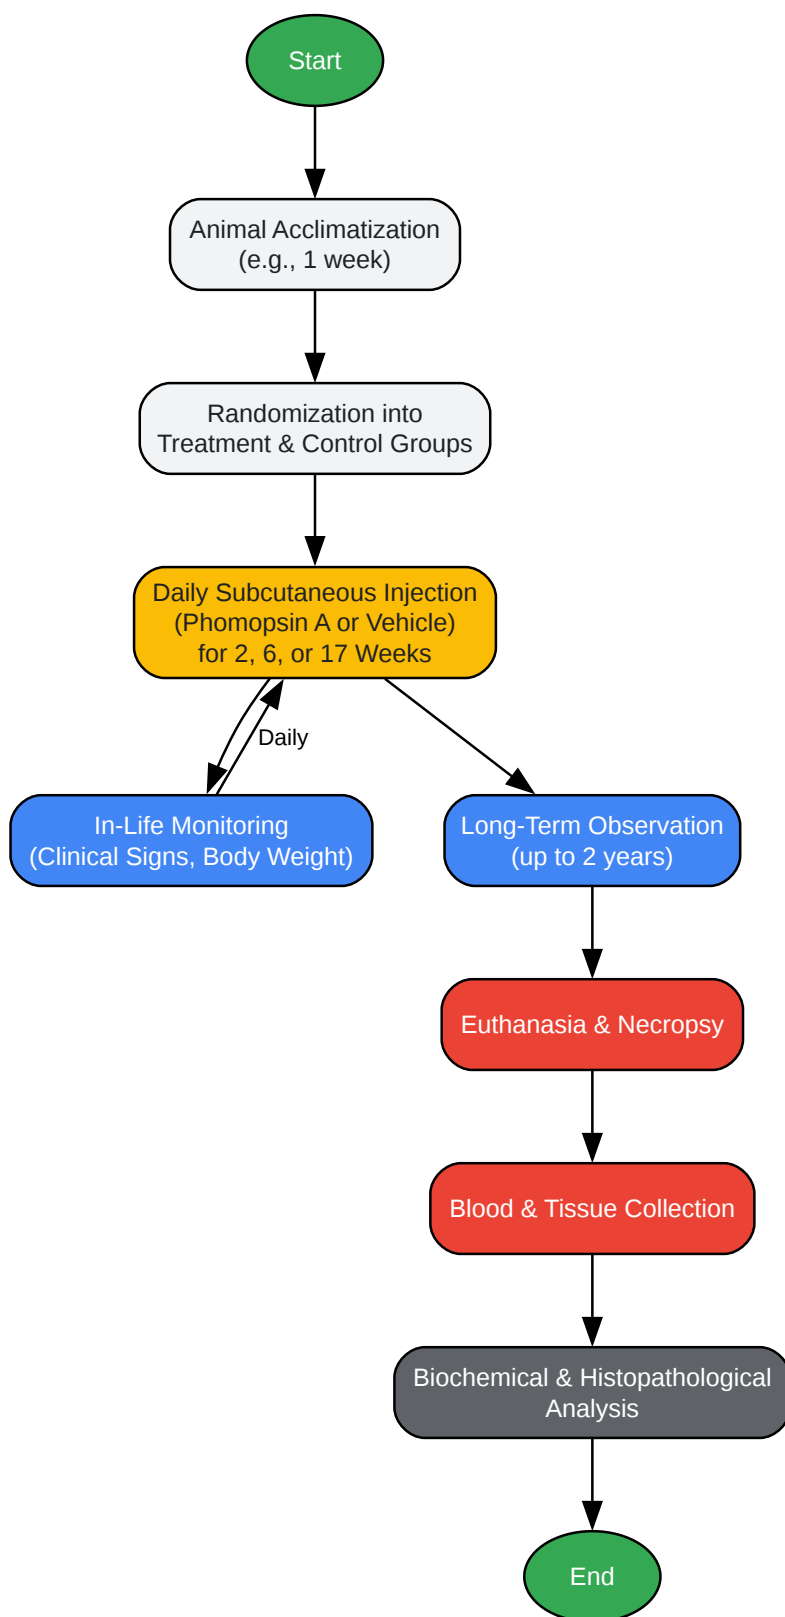 Start
Animal Acclimatization
(e.g., 1 week)
Randomization into
Treatment & Control Groups
Daily Subcutaneous Injection
(Phomopsin A or Vehicle)
for 2, 6, or 17 Weeks
Daily
In-Life Monitoring
(Clinical Signs, Body Weight)
Long-Term Observation
(up to 2 years)
Euthanasia & Necropsy
Blood & Tissue Collection
Biochemical & Histopathological
Analysis
End